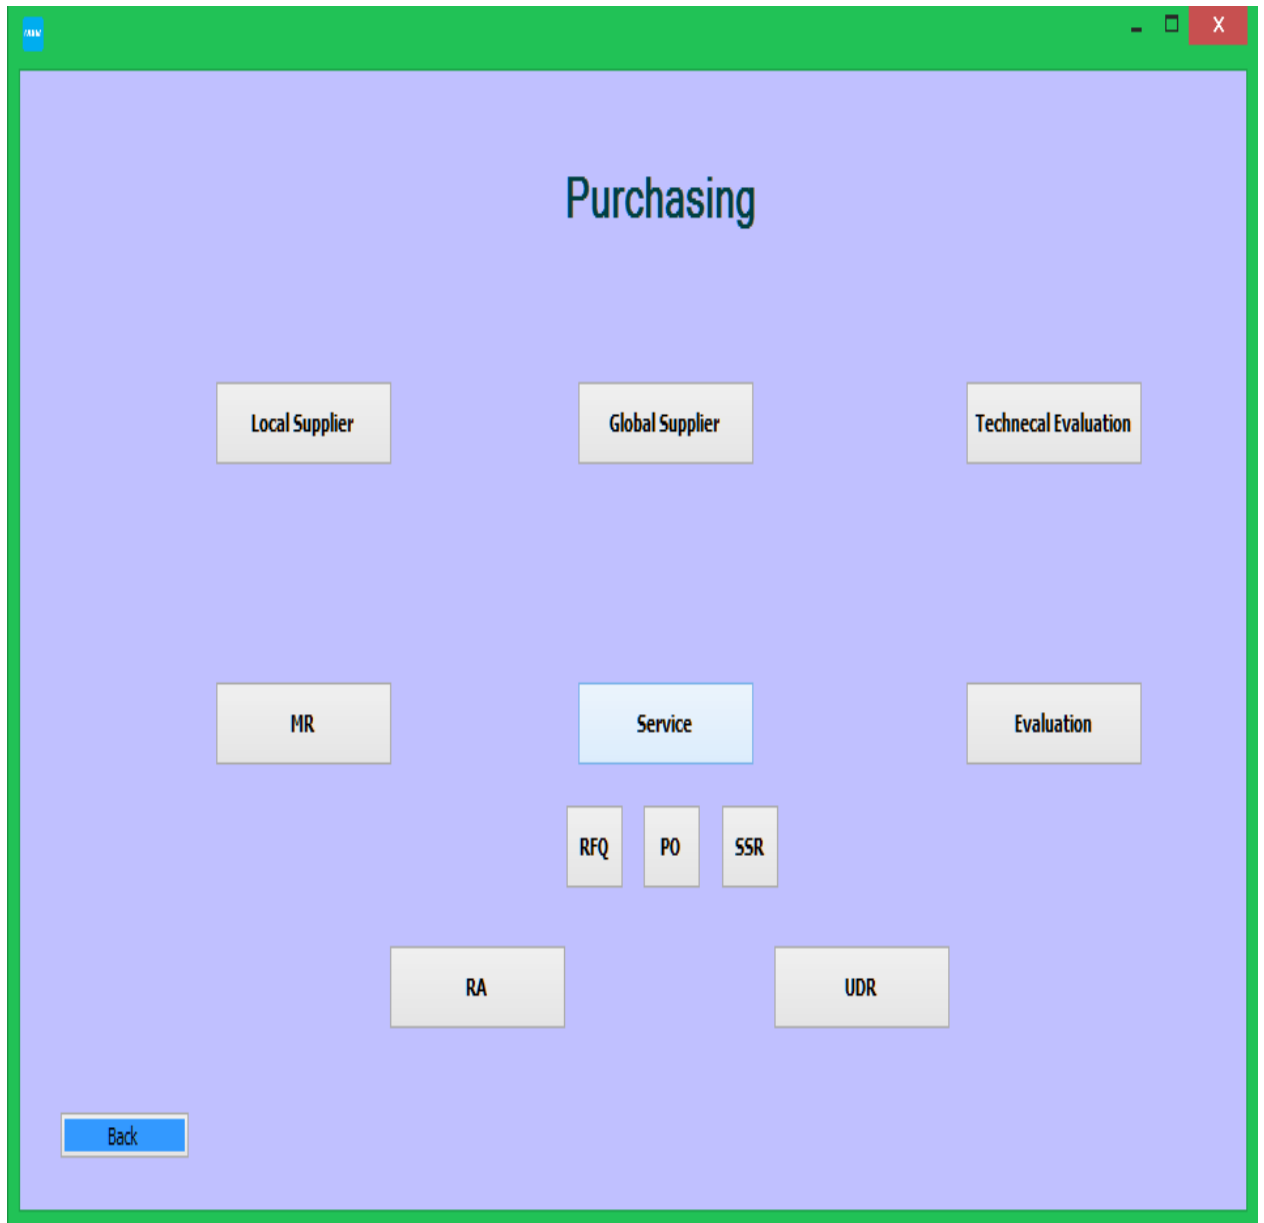 X
Purchasing
Local Supplier
Global Supplier
Technecal Evaluation
MR
Service
Evaluation
RFQ
PO
SSR
RA
UDR
Back